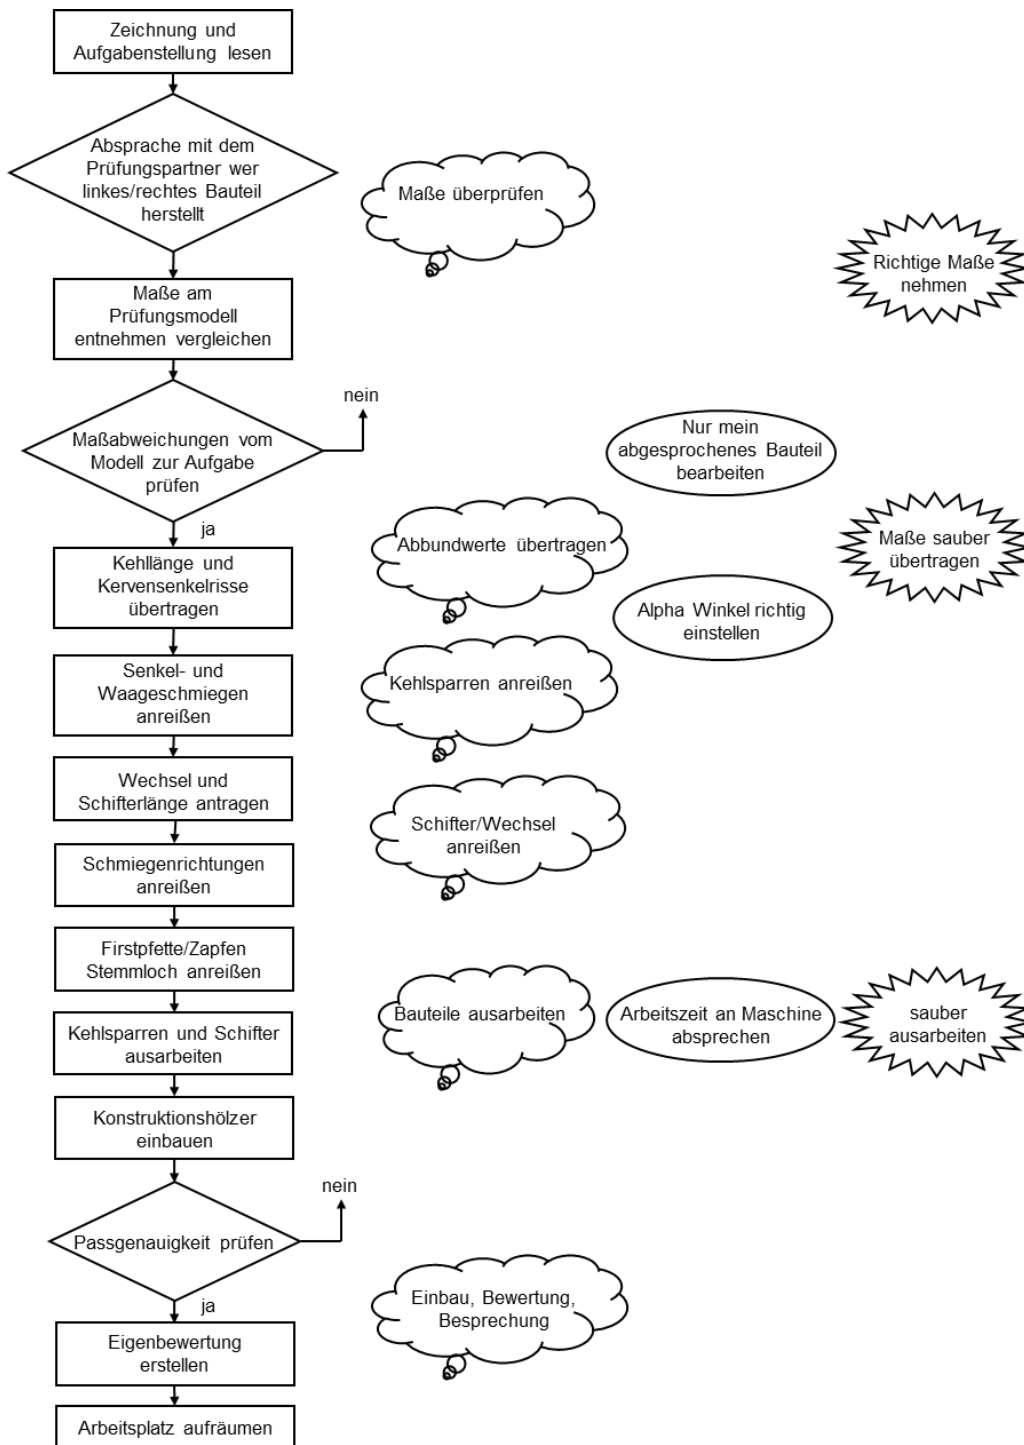 Zeichnung und
Aufgabenstellung lesen
Absprache mit dem
Prüfungspartner wer
linkes/rechtes Bauteil
herstellt
Maße überprüfen
Richtige Maße
nehmen
Maße am
Prüfungsmodell
entnehmen vergleichen
nein
Maßabweichungen vom
Modell zur Aufgabe
prüfen
Nur mein
abgesprochenes Bauteil
bearbeiten
ja
Abbundwerte übertragen
Maße sauber
übertragen
Kehllänge und
Kervensenkelrisse
übertragen
Alpha Winkel richtig
einstellen
Senkel- und
Waageschmiegen
anreißen
Kehlsparren anreißen
Wechsel und
Schifterlänge antragen
Schifter/Wechsel
anreißen
Schmiegenrichtungen
anreißen
Firstpfette/Zapfen
Stemmloch anreißen
Kehlsparren und Schifter
ausarbeiten
Bauteile ausarbeiten
Arbeitszeit an Maschine
absprechen
sauber
ausarbeiten
Konstruktionshölzer
einbauen
nein
Passgenauigkeit prüfen
ja
Einbau, Bewertung,
Besprechung
Eigenbewertung
erstellen
Arbeitsplatz aufräumen